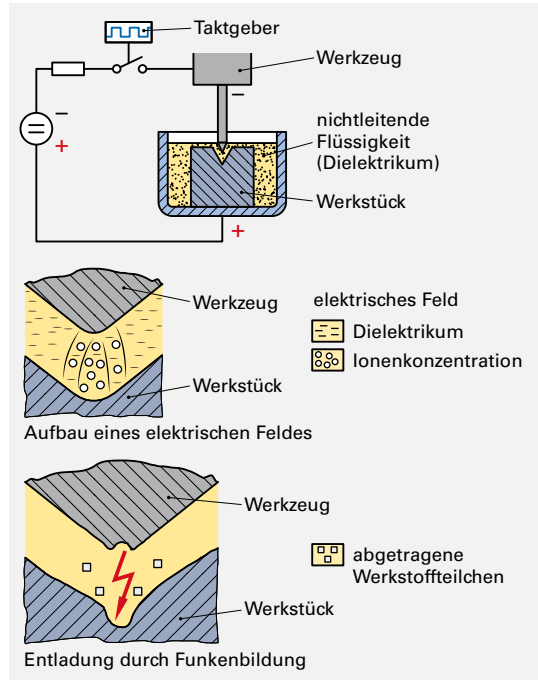 Taktgeber
Werkzeug
−
−
+
nichtleitende
Flüssigkeit
(Dielektrikum)
Werkstück
+
Werkzeug
elektrisches Feld
Dielektrikum
Ionenkonzentration
Werkstück
Aufbau eines elektrischen Feldes
Werkzeug
abgetragene
Werkstoffteilchen
Werkstück
Entladung durch Funkenbildung